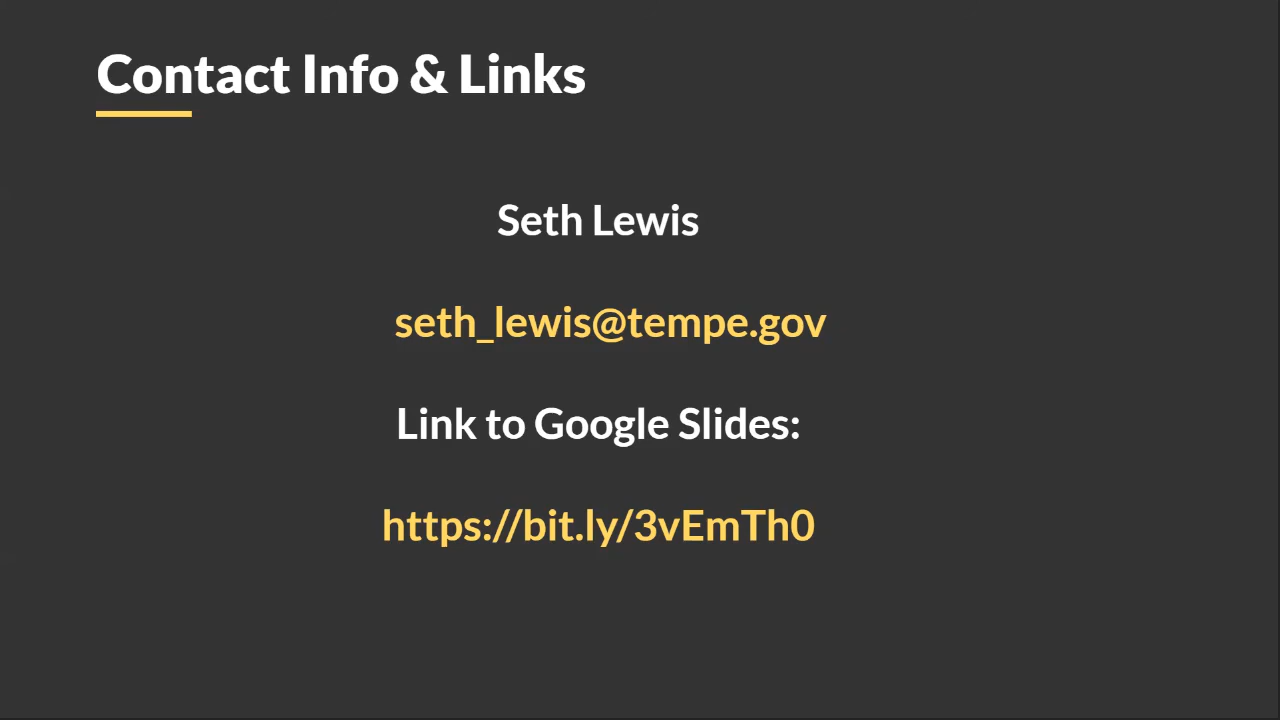 Contact Info & Links
Seth Lewis
seth_lewis@tempe.gov
Link to Google Slides:
https://bit.ly/3vEmTh0